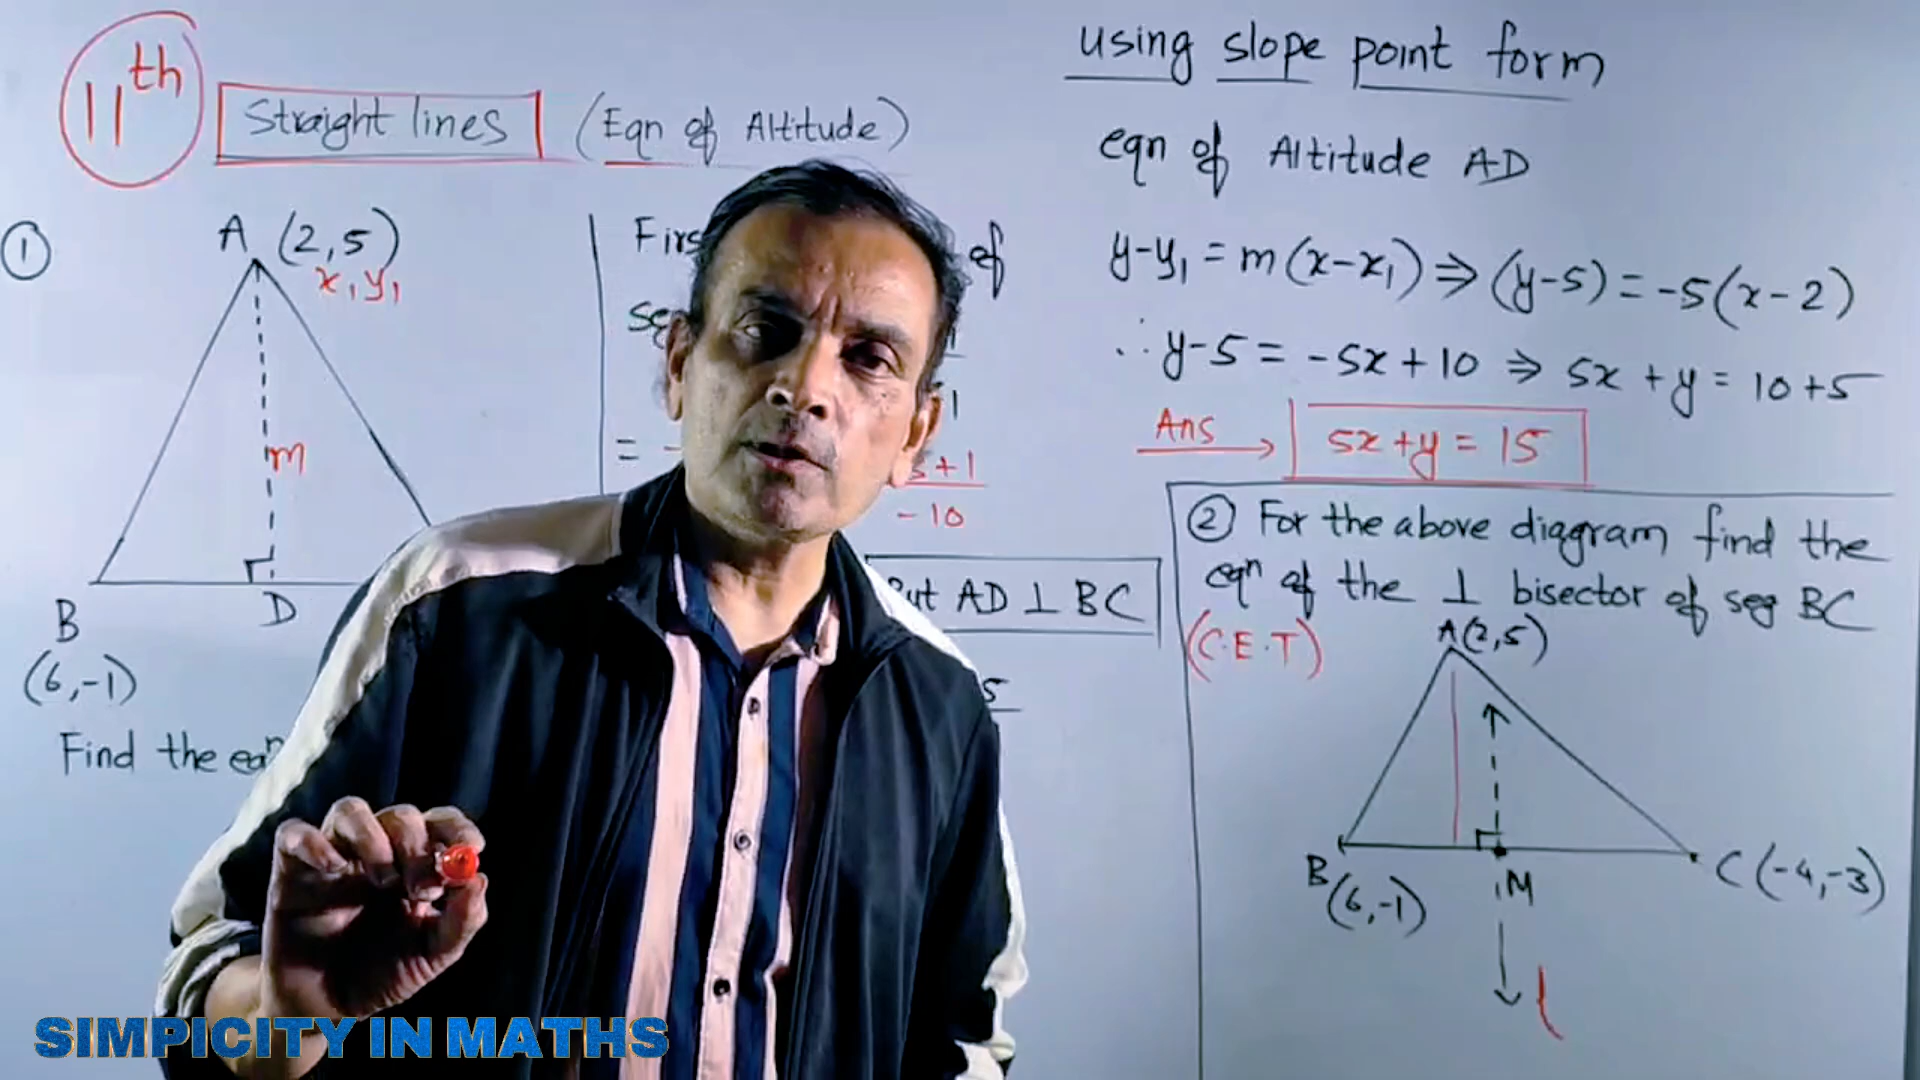 11th
Straight lines (Eqn of Altitude)
1
A (2,5)
x1 y1
m
B D
(6,-1)
Find the eqn
of
=
s+1
-10
AD ⊥ BC
using slope point form
eqn of Altitude AD
y-y1 = m(x-x1) ⇒ (y-5) = -5(x-2)
∴ y-5 = -5x+10 ⇒ 5x+y = 10+5
Ans → 5x+y = 15
2 For the above diagram find the
eqn of the ⊥ bisector of seg BC
(C.E.T)
A(2,5)
B M C(-4,-3)
(6,-1)
l
SIMPICITY IN MATHS